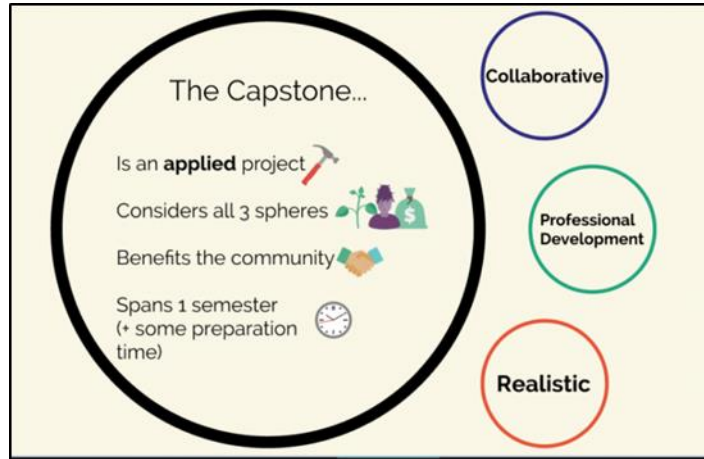 The Capstone...
Is an applied project
Considers all 3 spheres
$
Benefits the community
Spans 1 semester
(+ some preparation
time)
Collaborative
Professional
Development
Realistic